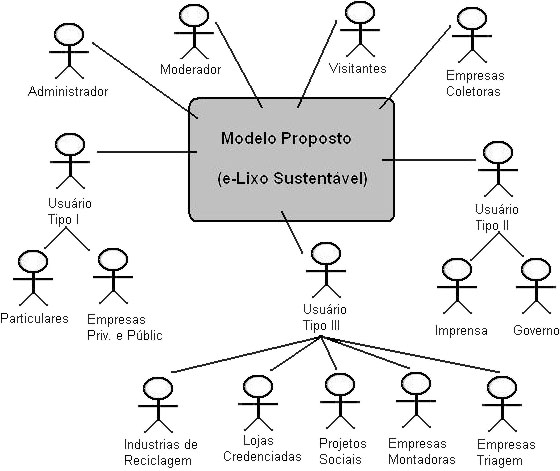 Administrador
Moderador
Visitantes
Empresas
Coletoras
Modelo Proposto
(e-Lixo Sustentável)
Usuário
Tipo I
Usuário
Tipo II
Particulares
Empresas
Priv. e Públic
Usuário
Tipo III
Imprensa
Governo
Industrias de
Reciclagem
Lojas
Credenciadas
Projetos
Sociais
Empresas
Montadoras
Empresas
Triagem